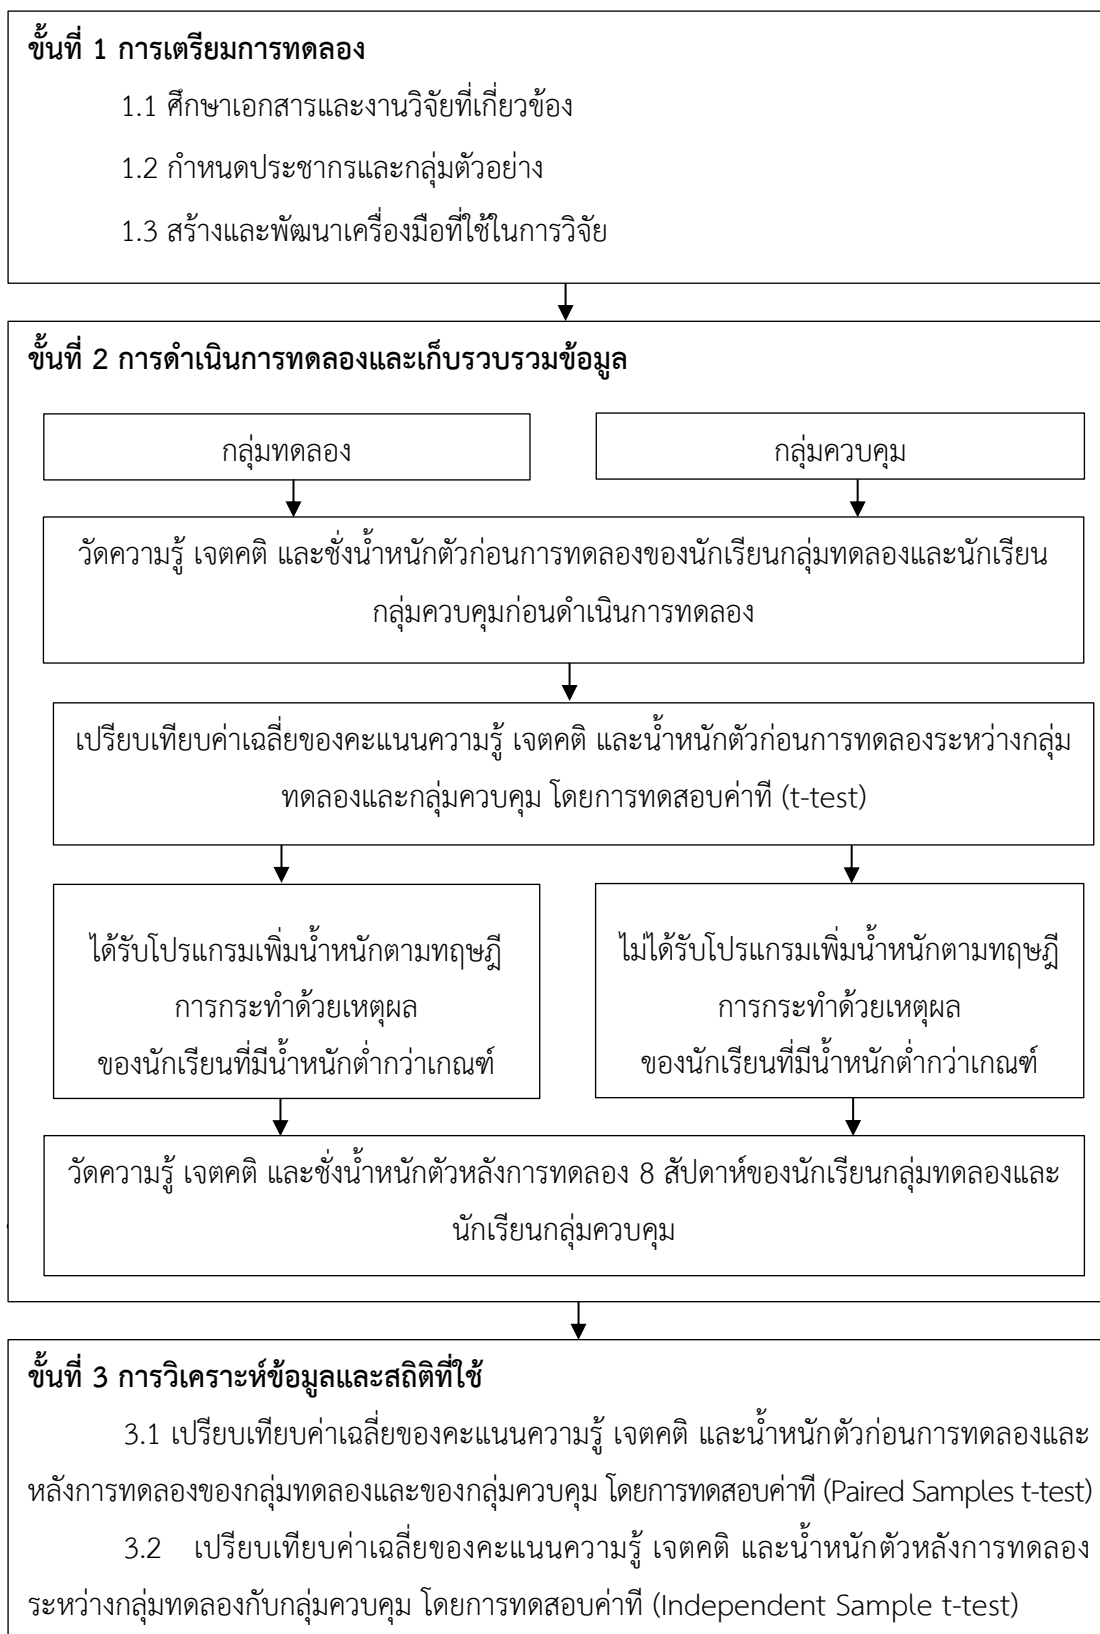 ขั้นที่ 1 การเตรียมการทดลอง
1.1 ศึกษาเอกสารและงานวิจัยที่เกี่ยวข้อง
1.2 กำหนดประชากรและกลุ่มตัวอย่าง
1.3 สร้างและพัฒนาเครื่องมือที่ใช้ในการวิจัย
ขั้นที่ 2 การดำเนินการทดลองและเก็บรวบรวมข้อมูล
กลุ่มทดลอง
กลุ่มควบคุม
วัดความรู้ เจตคติ และชั่งน้ำหนักตัวก่อนการทดลองของนักเรียนกลุ่มทดลองและนักเรียน
กลุ่มควบคุมก่อนดำเนินการทดลอง
เปรียบเทียบค่าเฉลี่ยของคะแนนความรู้ เจตคติ และน้ำหนักตัวก่อนการทดลองระหว่างกลุ่ม
ทดลองและกลุ่มควบคุม โดยการทดสอบค่าที (t-test)
ได้รับโปรแกรมเพิ่มน้ำหนักตามทฤษฎี
การกระทำด้วยเหตุผล
ของนักเรียนที่มีน้ำหนักต่ำกว่าเกณฑ์
ไม่ได้รับโปรแกรมเพิ่มน้ำหนักตามทฤษฎี
การกระทำด้วยเหตุผล
ของนักเรียนที่มีน้ำหนักต่ำกว่าเกณฑ์
วัดความรู้ เจตคติ และชั่งน้ำหนักตัวหลังการทดลอง 8 สัปดาห์ของนักเรียนกลุ่มทดลองและ
นักเรียนกลุ่มควบคุม
ขั้นที่ 3 การวิเคราะห์ข้อมูลและสถิติที่ใช้
3.1 เปรียบเทียบค่าเฉลี่ยของคะแนนความรู้ เจตคติ และน้ำหนักตัวก่อนการทดลองและ
หลังการทดลองของกลุ่มทดลองและของกลุ่มควบคุม โดยการทดสอบค่าที (Paired Samples t-test)
3.2 เปรียบเทียบค่าเฉลี่ยของคะแนนความรู้ เจตคติ และน้ำหนักตัวหลังการทดลอง
ระหว่างกลุ่มทดลองกับกลุ่มควบคุม โดยการทดสอบค่าที (Independent Sample t-test)